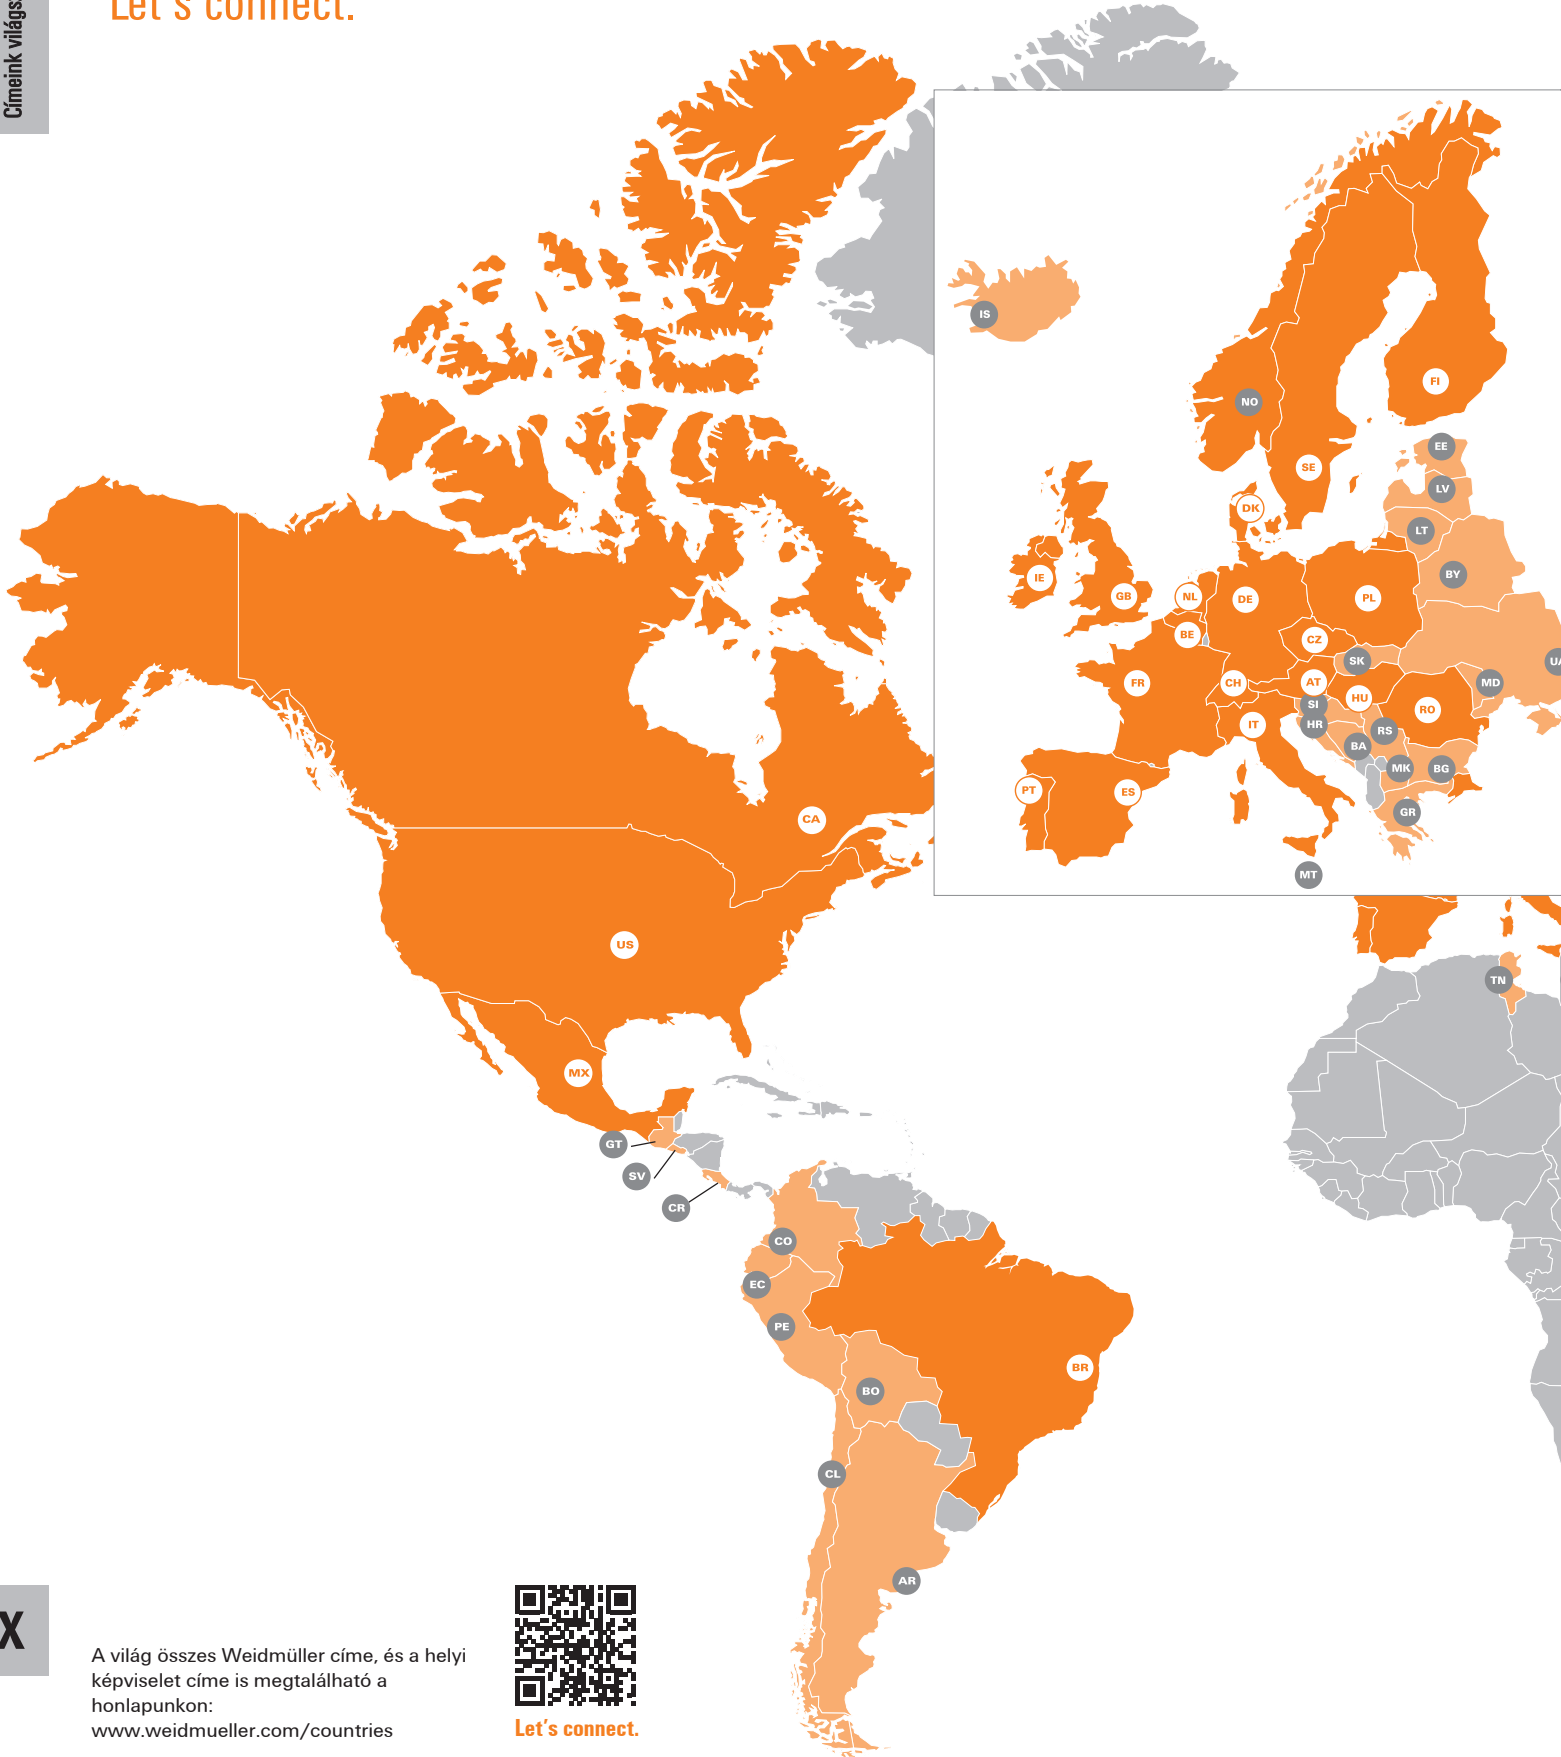 Let's connect.
Címeink világsz
IS
NO
FI
SE
EE
LV
DK
LT
BY
IE
GB
NL
DE
PL
BE
CZ
SK
UA
FR
CH
AT
MD
SI
HU
RO
HR
IT
RS
BA
MK
BG
PT
ES
GR
MT
CA
US
TN
MX
GT
SV
CR
CO
EC
PE
BR
BO
CL
AR
X
A világ összes Weidmüller címe, és a helyi
képviselet címe is megtalálható a
honlapunkon:
www.weidmueller.com/countries
Let's connect.